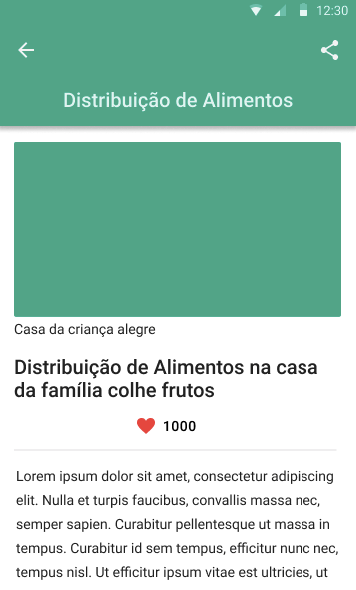 12:30
Distribuição de Alimentos
Casa da criança alegre
Distribuição de Alimentos na casa
da família colhe frutos
1000
Lorem ipsum dolor sit amet, consectetur adipiscing
elit. Nulla et turpis faucibus, convallis massa nec,
semper sapien. Curabitur pellentesque ut massa in
tempus. Curabitur id sem tempus, efficitur nunc nec,
tempus nisl. Ut efficitur ipsum vitae est ultricies, ut